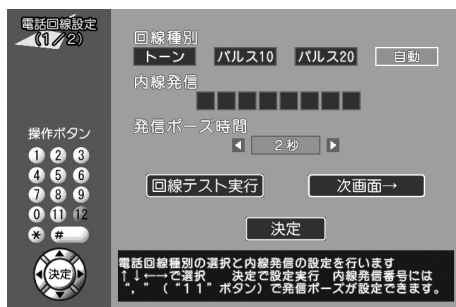 電話回線設定
(1/2)
回線種別
トーン パルス10 パルス20 自動
内線発信
発信ポーズ時間
2秒
操作ボタン
1 2 3
4 5 6
7 8 9
0 11 12
* #
決定
回線テスト実行 次画面→
決定
電話回線種別の選択と内線発信の設定を行います
↑↓←→で選択 決定で設定実行 内線発信番号には
“,”(“11”ボタン)で発信ポーズが設定できます。